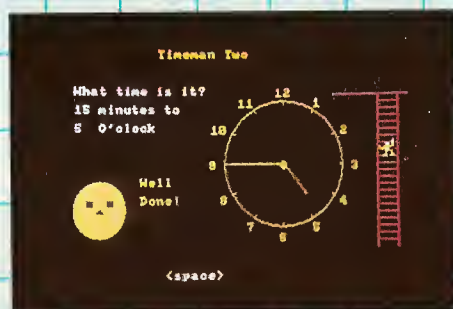 Timeman Two
What time is it?
15 minutes to
5 O'clock
Well
Done!
12
11 1
10 2
9 3
8 4
7 5
6
<space>